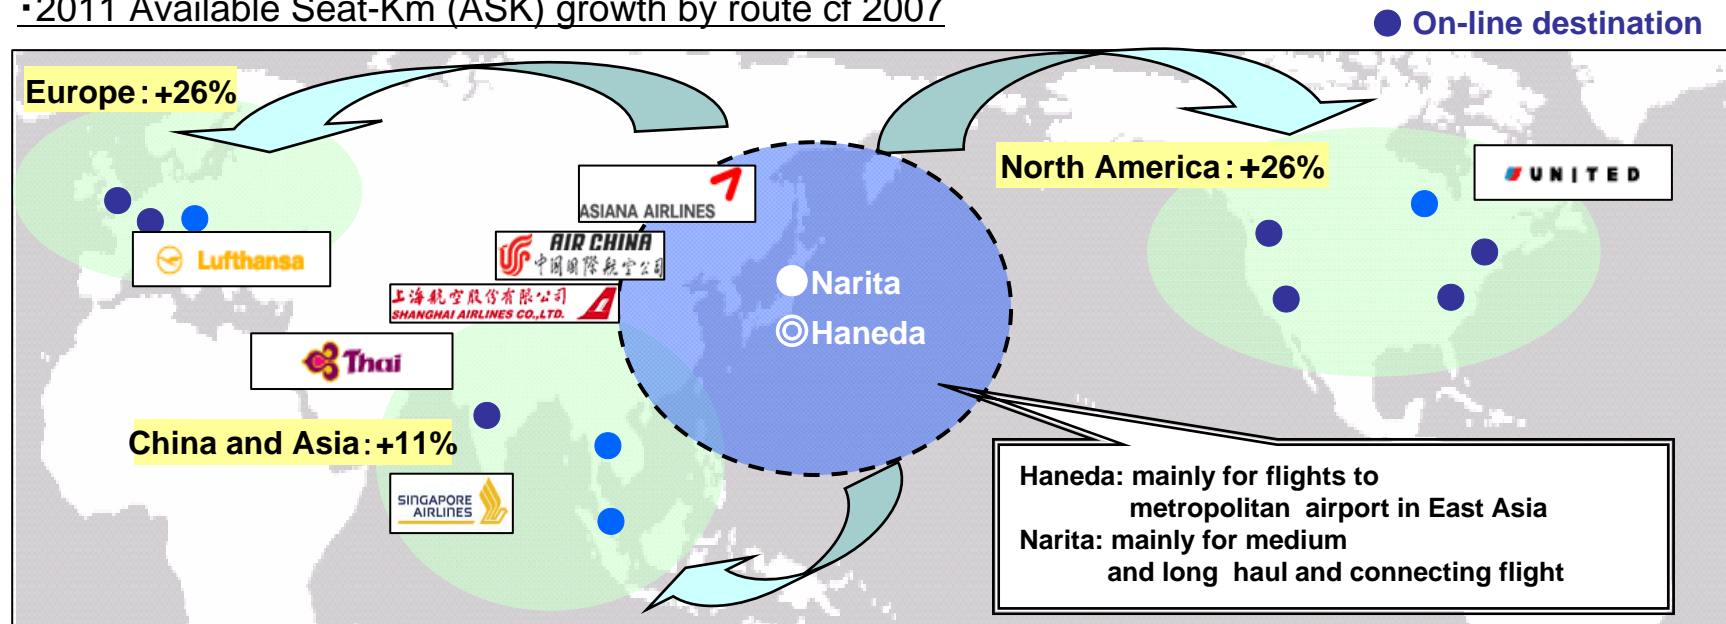 ・2011 Available Seat-Km (ASK) growth by route cf 2007
On-line destination
Europe：+26%
North America：+26%
UNITED
ASIANA AIRLINES
AIR CHINA
中國國際航空公司
Lufthansa
上海航空股份有限公司
SHANGHAI AIRLINES CO.,LTD.
Narita
Haneda
Thai
China and Asia：+11%
SINGAPORE
AIRLINES
Haneda: mainly for flights to
metropolitan airport in East Asia
Narita: mainly for medium
and long haul and connecting flight